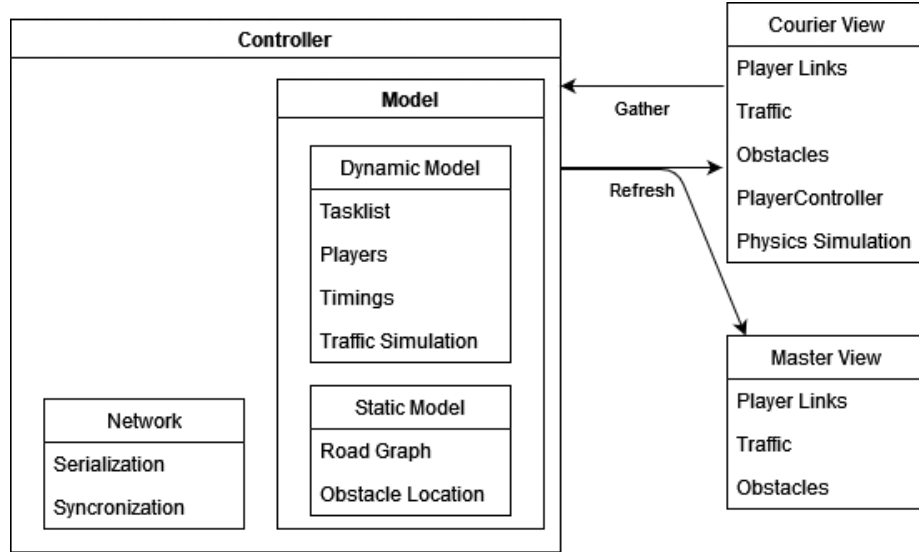 Controller
Model
Dynamic Model
Tasklist
Players
Timings
Traffic Simulation
Static Model
Road Graph
Obstacle Location
Network
Serialization
Syncronization
Gather
Refresh
Courier View
Player Links
Traffic
Obstacles
PlayerController
Physics Simulation
Master View
Player Links
Traffic
Obstacles